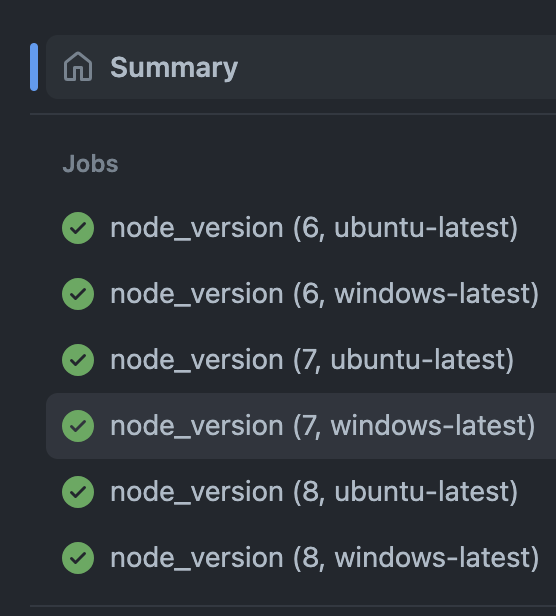 Summary
Jobs
node_version (6, ubuntu-latest)
node_version (6, windows-latest)
node_version (7, ubuntu-latest)
node_version (7, windows-latest)
node_version (8, ubuntu-latest)
node_version (8, windows-latest)